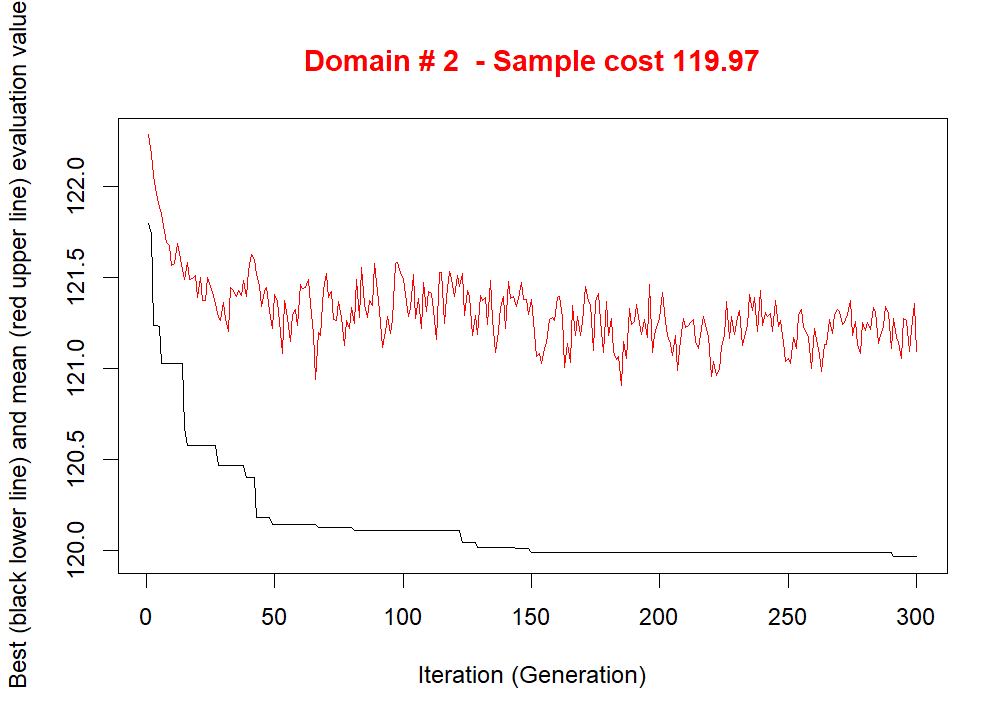 Domain # 2  - Sample cost 119.97
Best (black lower line) and mean (red upper line) evaluation value
122.0
121.5
121.0
120.5
120.0
0 50 100 150 200 250 300
Iteration (Generation)